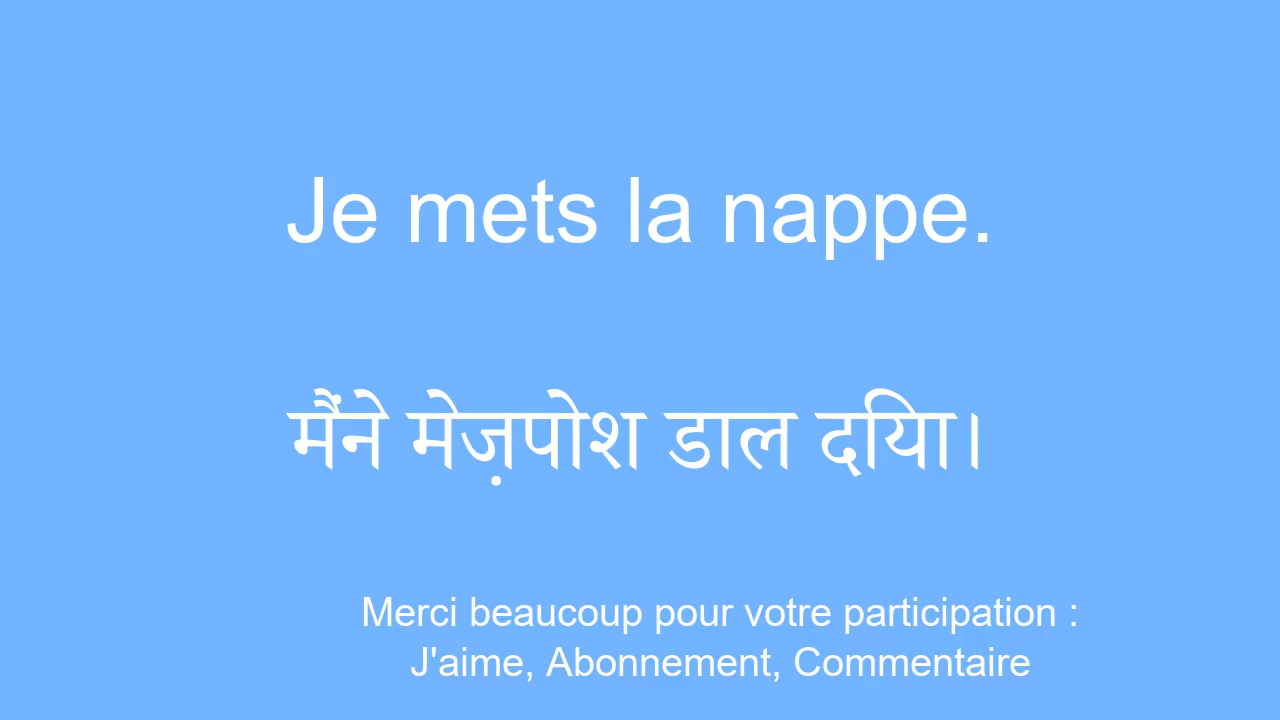 Je mets la nappe.
मैंने मेज़पोश डाल दिया।
Merci beaucoup pour votre participation :
J'aime, Abonnement, Commentaire